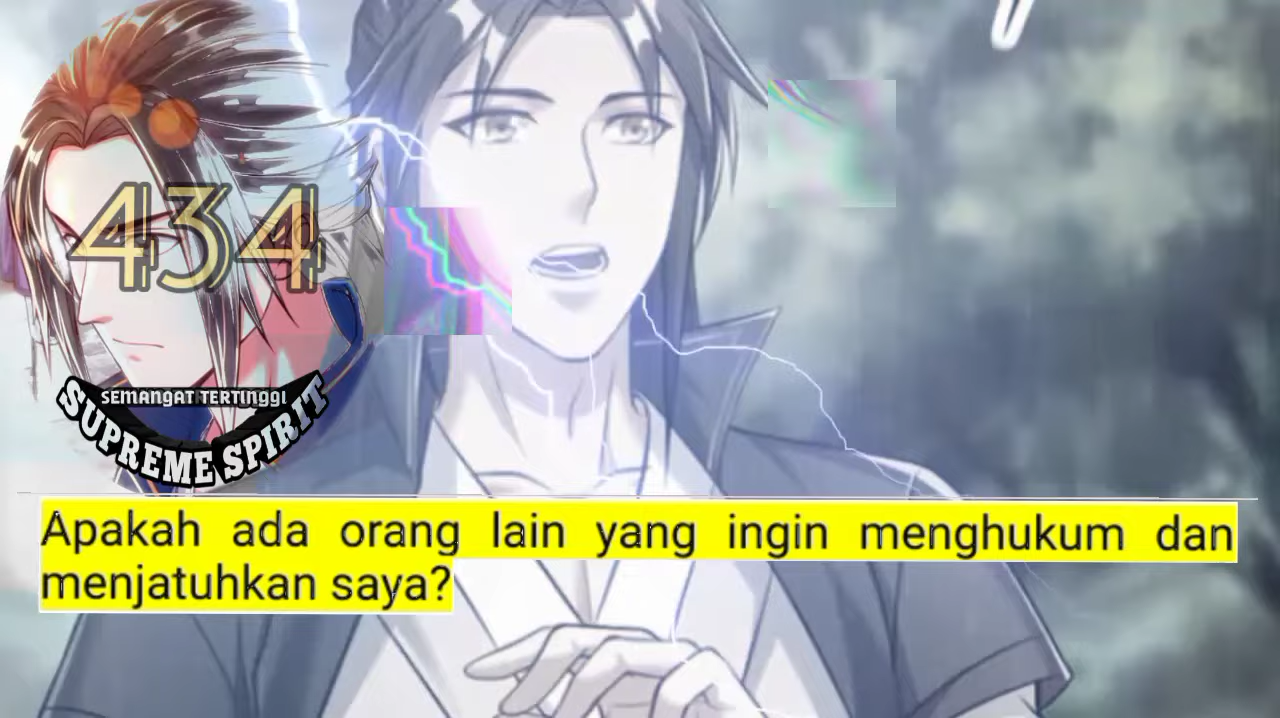 434
SEMANGAT TERTINGGI
SUPREME SPIRIT
Apakah ada orang lain yang ingin menghukum dan
menjatuhkan saya?